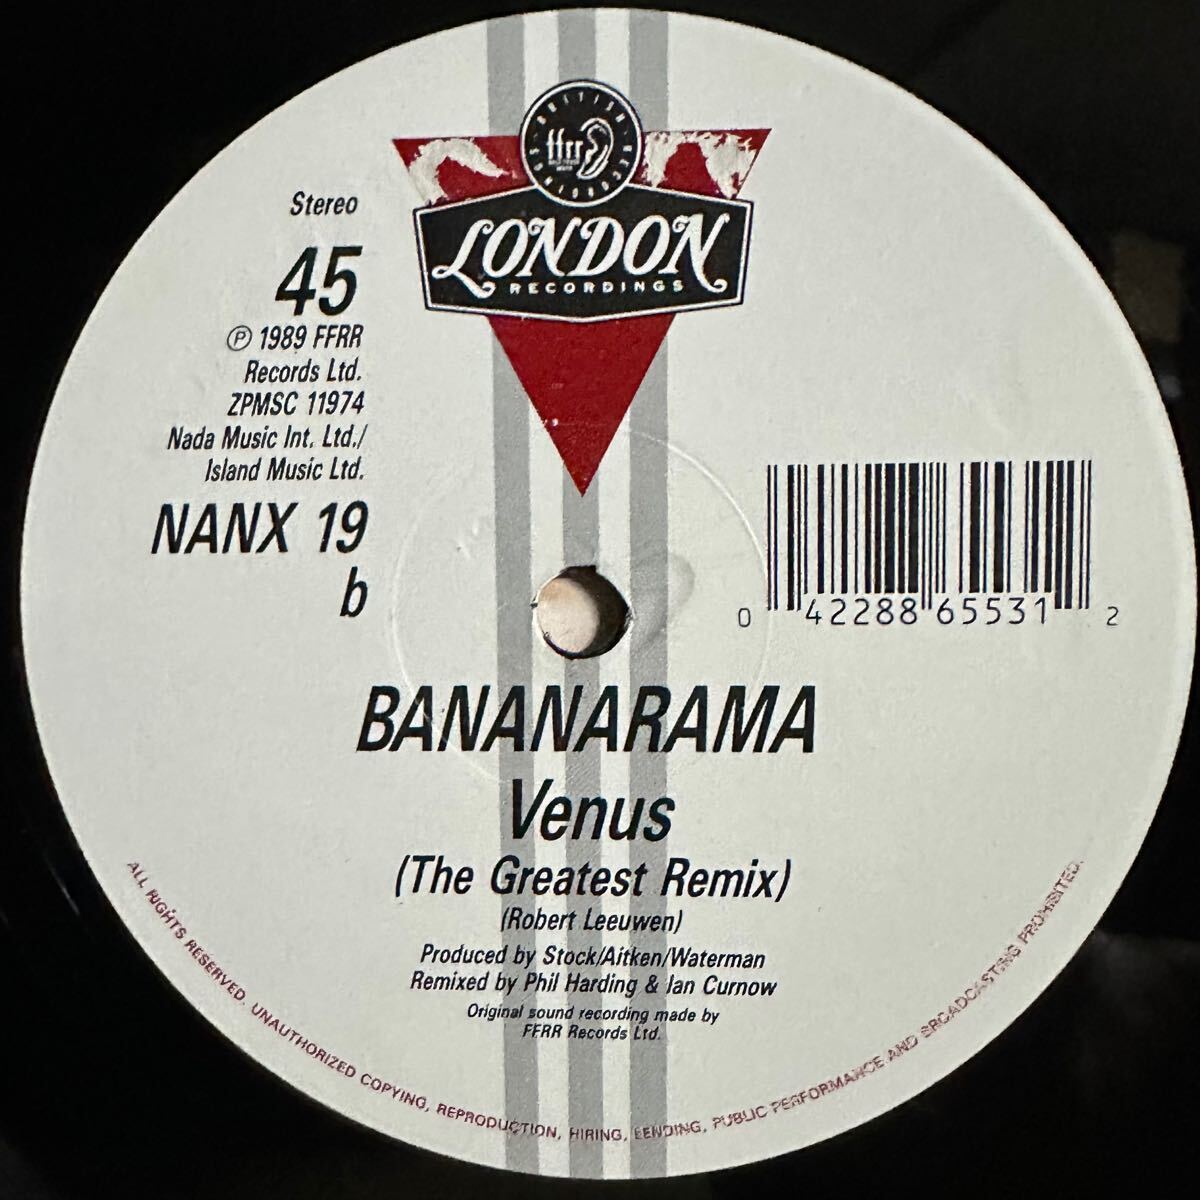 BRITISH RECORDINGS
ffrr
LONDON
RECORDINGS
Stereo
45
Ⓟ 1989 FFRR
Records Ltd.
ZPMSC 11974
Nada Music Int. Ltd./
Island Music Ltd.
NANX 19
b
0 42288 65531 2
BANANARAMA
Venus
(The Greatest Remix)
(Robert Leeuwen)
Produced by Stock/Aitken/Waterman
Remixed by Phil Harding & Ian Curnow
Original sound recording made by
FFRR Records Ltd.
ALL RIGHTS RESERVED. UNAUTHORIZED COPYING, REPRODUCTION, HIRING, LENDING, PUBLIC PERFORMANCE AND BROADCASTING PROHIBITED.